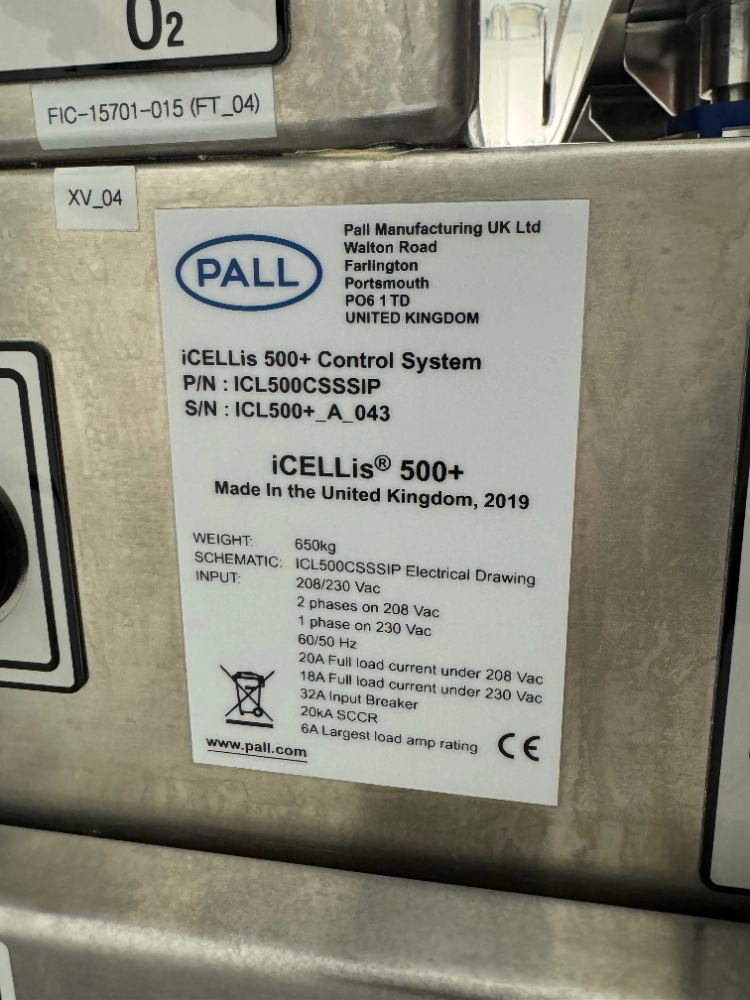 O2
FIC-15701-015 (FT_04)
XV_04
PALL
Pall Manufacturing UK Ltd
Walton Road
Farlington
Portsmouth
PO6 1TD
UNITED KINGDOM
iCELLis 500+ Control System
P/N : ICL500CSSSIP
S/N : ICL500+_A_043
iCELLis® 500+
Made In the United Kingdom, 2019
WEIGHT: 650kg
SCHEMATIC: ICL500CSSSIP Electrical Drawing
INPUT: 208/230 Vac
2 phases on 208 Vac
1 phase on 230 Vac
60/50 Hz
20A Full load current under 208 Vac
18A Full load current under 230 Vac
32A Input Breaker
20kA SCCR
6A Largest load amp rating
CE
www.pall.com